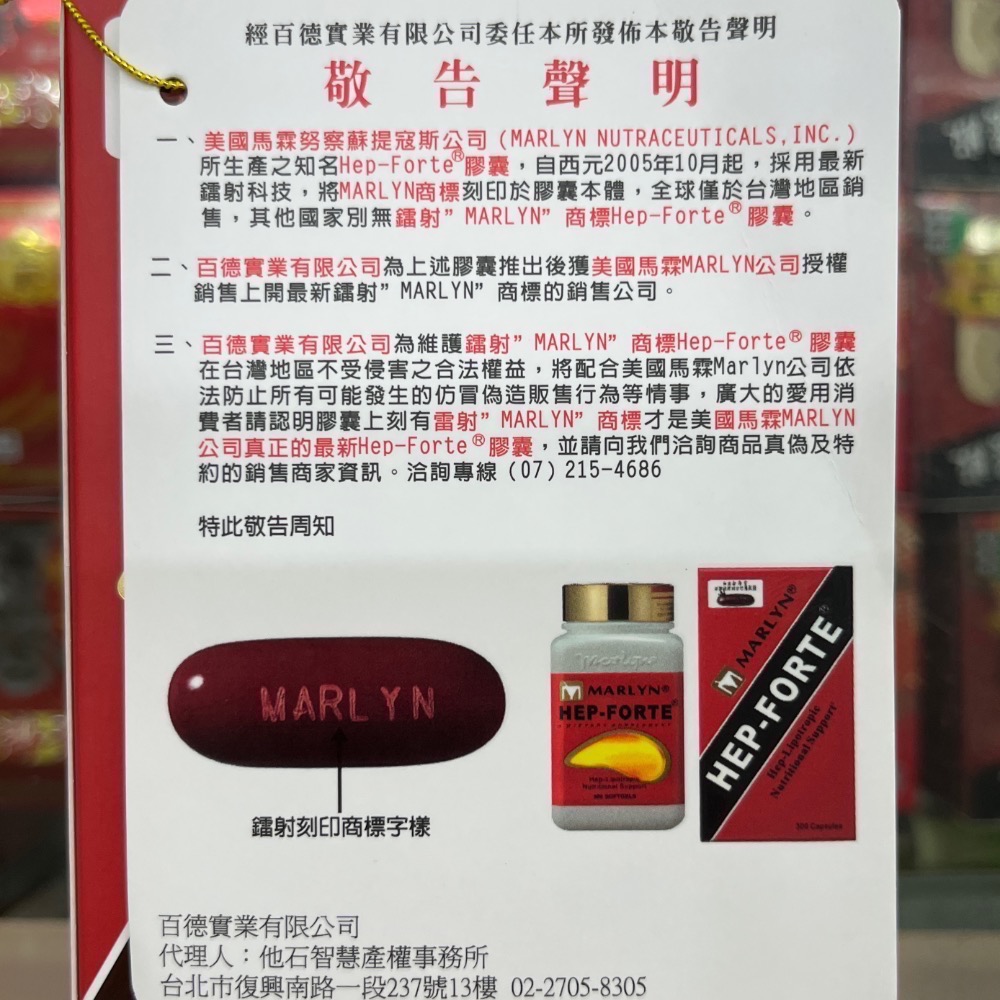 經百德實業有限公司委任本所發佈本敬告聲明
敬告聲明
一、美國馬霖努察蘇提寇斯公司 (MARLYN NUTRACEUTICALS, INC.)
所生產之知名Hep-Forte®膠囊，自西元2005年10月起，採用最新
鐳射科技，將MARLYN商標刻印於膠囊本體，全球僅於台灣地區銷
售，其他國家別無鐳射”MARLYN”商標Hep-Forte®膠囊。
二、百德實業有限公司為上述膠囊推出後獲美國馬霖MARLYN公司授權
銷售上開最新鐳射”MARLYN”商標的銷售公司。
三、百德實業有限公司為維護鐳射”MARLYN”商標Hep-Forte®膠囊
在台灣地區不受侵害之合法權益，將配合美國馬霖Marlyn公司依
法防止所有可能發生的仿冒偽造販售行為等情事，廣大的愛用消
費者請認明膠囊上刻有雷射”MARLYN”商標才是美國馬霖MARLYN
公司真正的最新Hep-Forte®膠囊，並請向我們洽詢商品真偽及特
約的銷售商家資訊。洽詢專線 (07) 215-4686
特此敬告周知
MARLYN
鐳射刻印商標字樣
Marlyn
M MARLYN®
HEP-FORTE®
A DIETARY SUPPLEMENT
Hep-Lipotropic
Nutritional Support
SOFTGELS
M MARLYN®
HEP-FORTE®
Hep-Lipotropic
Nutritional Support
300 Capsules
百德實業有限公司
代理人：他石智慧產權事務所
台北市復興南路一段237號13樓 02-2705-8305